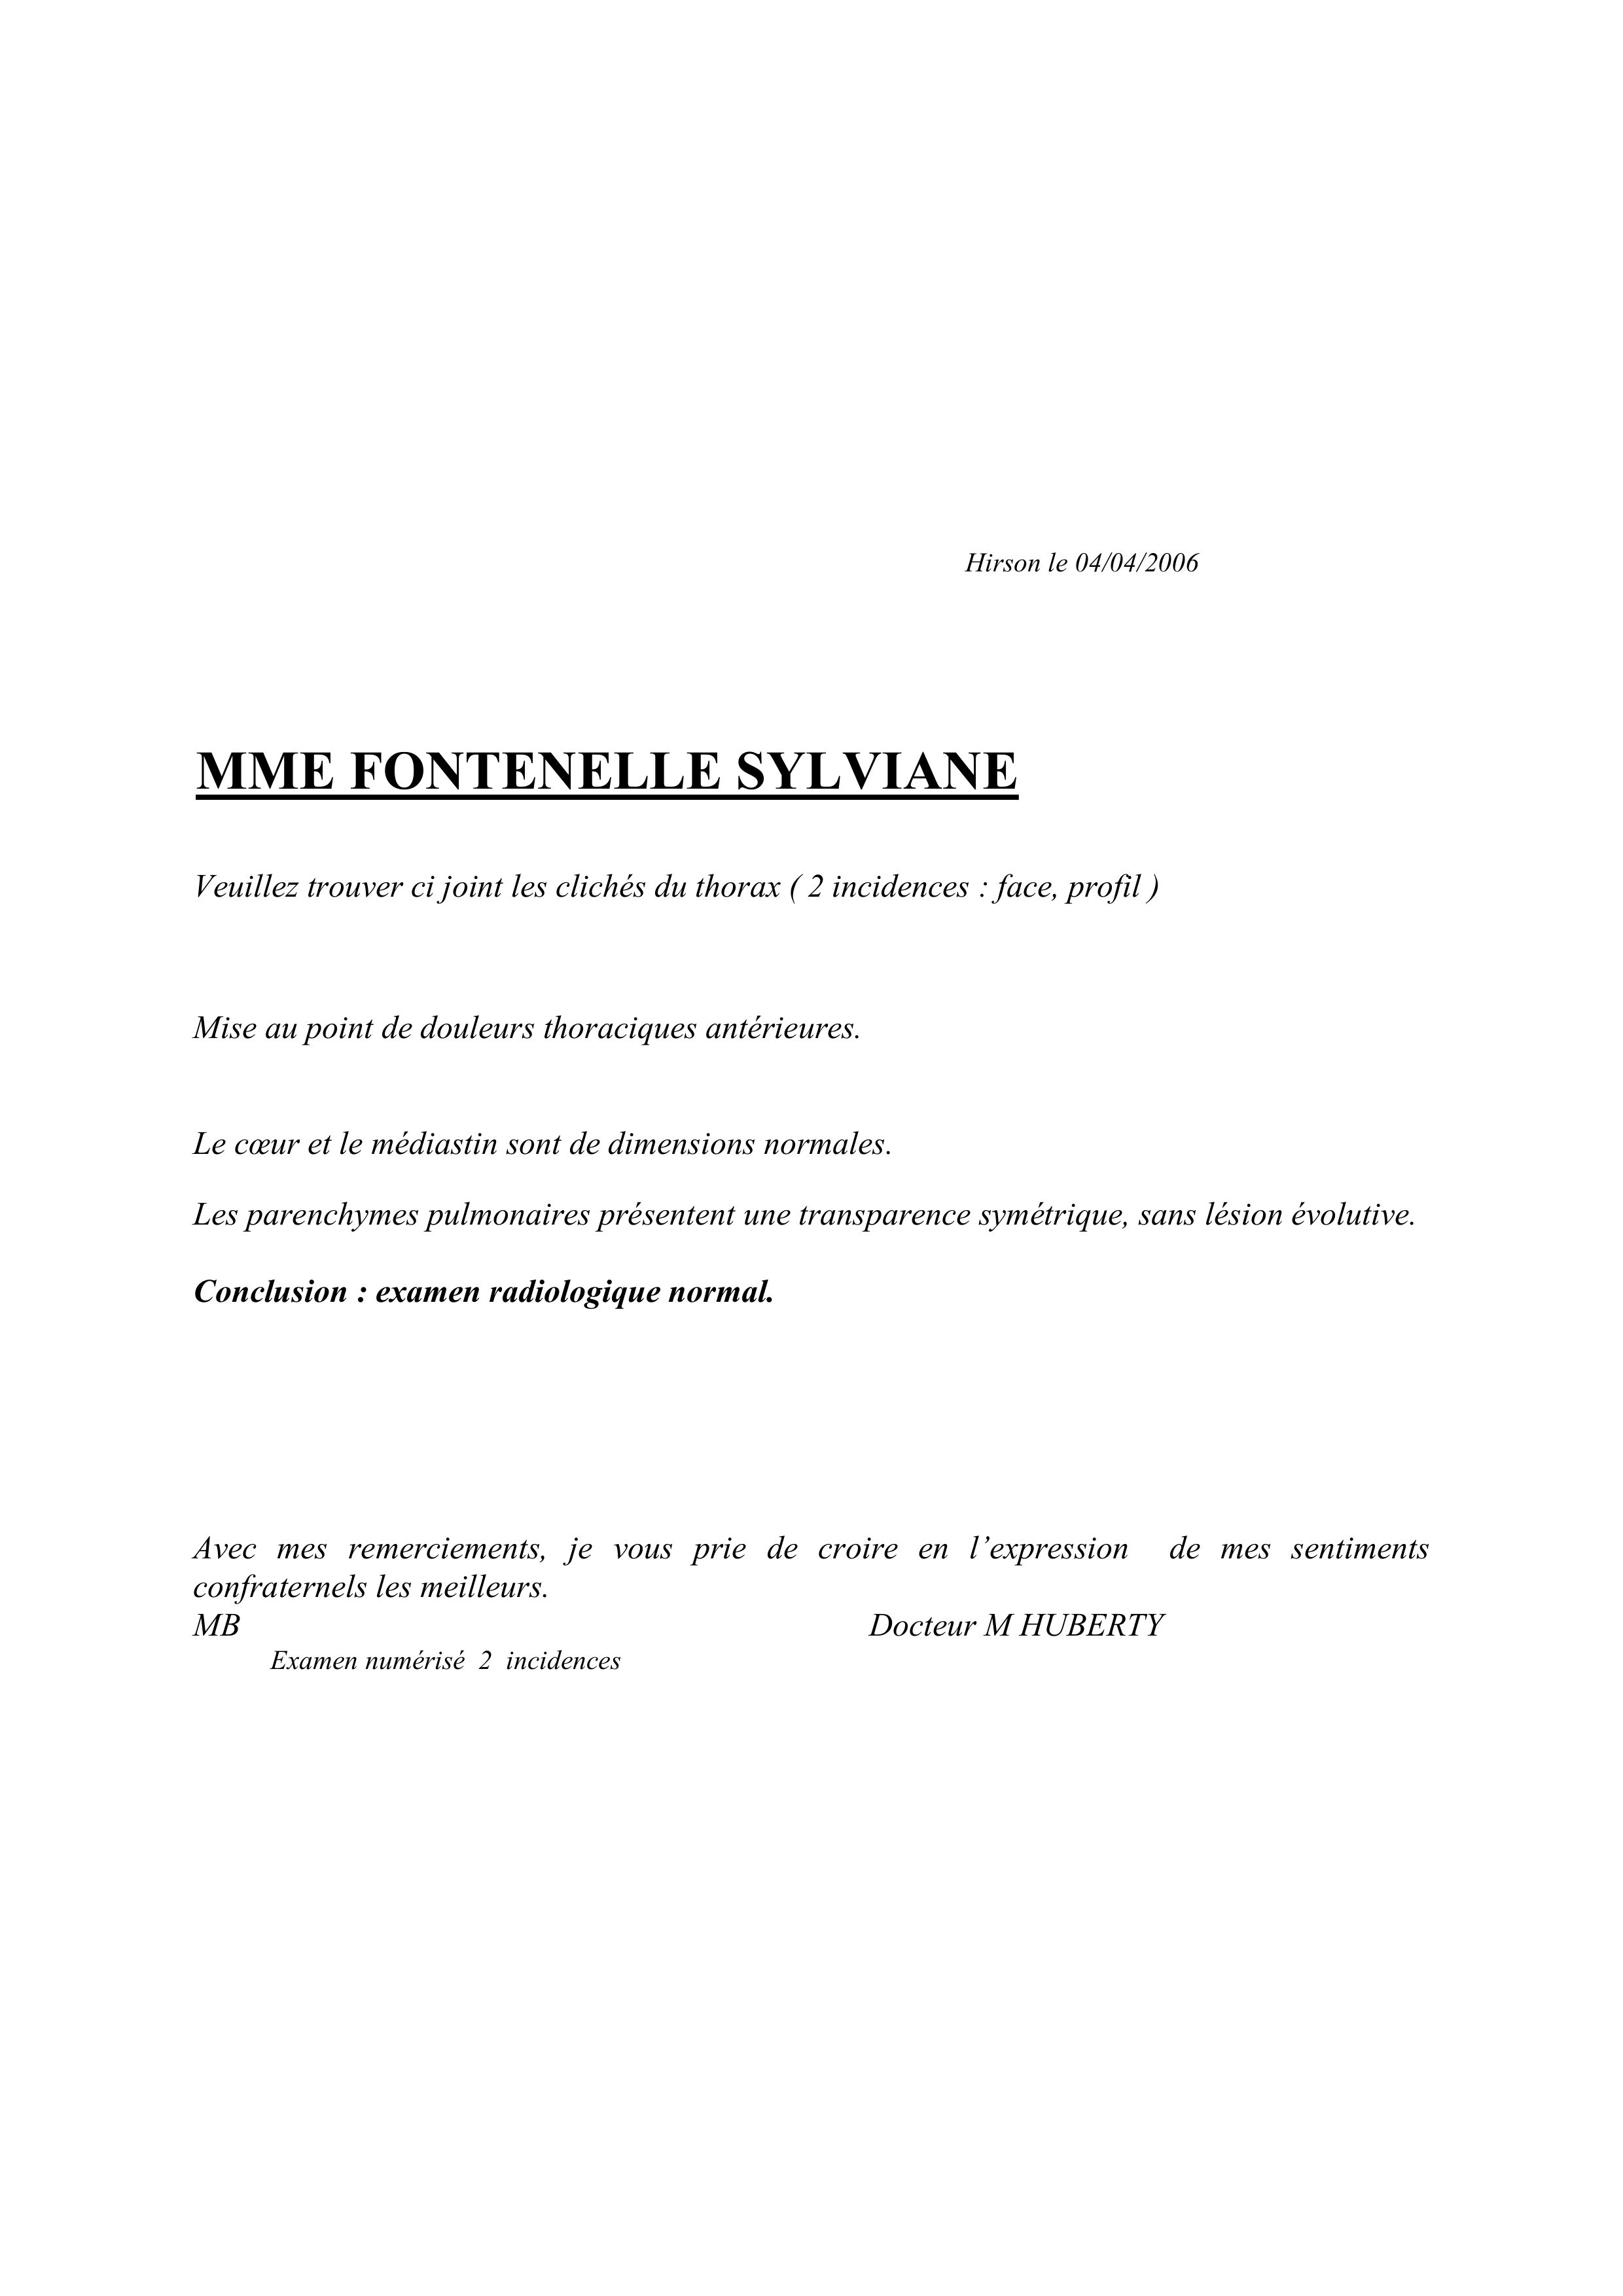 Hirson le 04/04/2006
MME FONTENELLE SYLVIANE
Veuillez trouver ci joint les clichés du thorax ( 2 incidences : face, profil )
Mise au point de douleurs thoraciques antérieures.
Le cœur et le médiastin sont de dimensions normales.
Les parenchymes pulmonaires présentent une transparence symétrique, sans lésion évolutive.
Conclusion : examen radiologique normal.
Avec mes remerciements, je vous prie de croire en l’expression  de mes sentiments
confraternels les meilleurs.
MB Docteur M HUBERTY
Examen numérisé  2  incidences